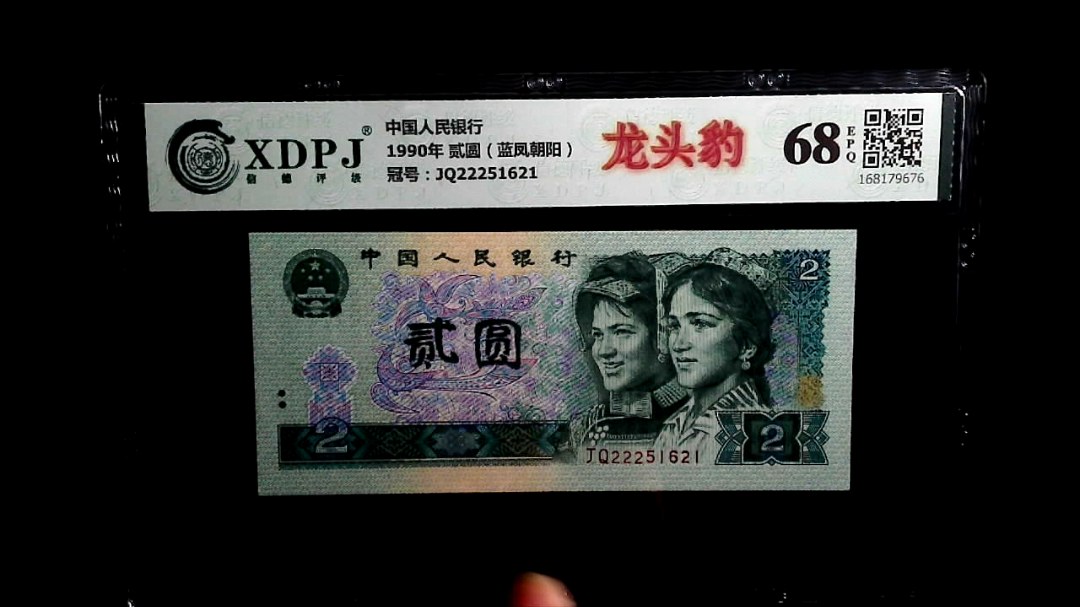 XDPJ®
信德评级
中国人民银行
1990年 贰圆（蓝凤朝阳）
冠号：JQ22251621
龙头豹
68
EPQ
168179676
中国人民银行
2
贰圆
2
JQ22251621
2